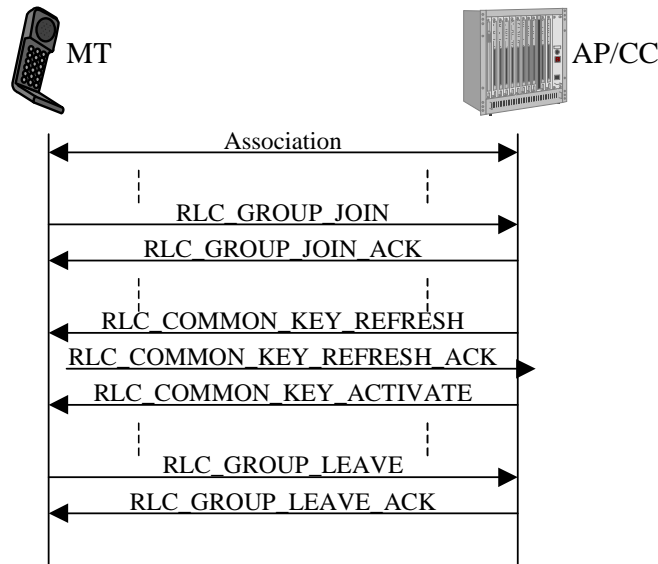 MT
AP/CC
Association
RLC_GROUP_JOIN
RLC_GROUP_JOIN_ACK
RLC_COMMON_KEY_REFRESH
RLC_COMMON_KEY_REFRESH_ACK
RLC_COMMON_KEY_ACTIVATE
RLC_GROUP_LEAVE
RLC_GROUP_LEAVE_ACK